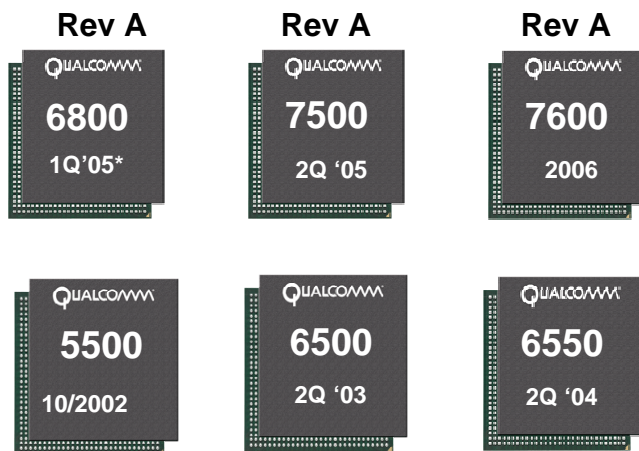 Rev A Rev A Rev A
QUALCOMM QUALCOMM QUALCOMM
6800 7500 7600
1Q'05* 2Q ‘05 2006
QUALCOMM QUALCOMM QUALCOMM
5500 6500 6550
10/2002 2Q ‘03 2Q ‘04